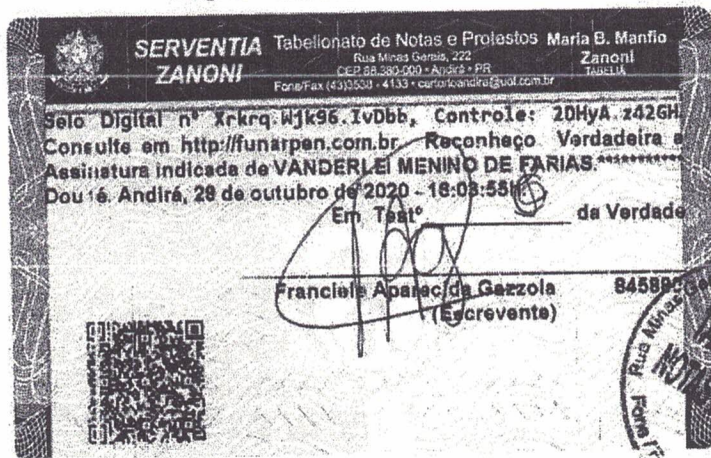 SERVENTIA ZANONI
Tabelionato de Notas e Protestos
Rua Minas Gerais, 222
CEP 86.380-000 • Andirá • PR
Fone/Fax (43)3538 - 4133 • cartorioandira@uol.com.br
Maria B. Manfio Zanoni
TABELIÃ
Selo Digital nº Xrkrq.Wjk96.IvDbb, Controle: 2DHyA.z42GH
Consulte em http://funarpen.com.br. Reconheço Verdadeira a
Assinatura indicada de VANDERLEI MENINO DE FARIAS.***********
Dou fé. Andirá, 28 de outubro de 2020 - 16:03:55H
Em Testº ________ da Verdade
Franciele Aparecida Gazzola
(Escrevente)
Rua Minas
Fone